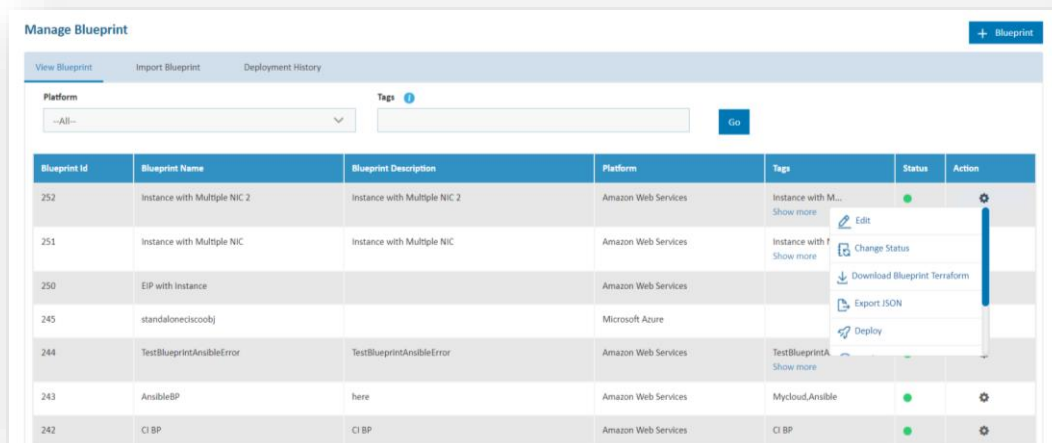 Manage Blueprint
+ Blueprint
View Blueprint Import Blueprint Deployment History
Platform Tags
--All--
Go
Blueprint Id Blueprint Name Blueprint Description Platform Tags Status Action
252 Instance with Multiple NIC 2 Instance with Multiple NIC 2 Amazon Web Services Instance with M...
Show more
Edit
251 Instance with Multiple NIC Instance with Multiple NIC Amazon Web Services Instance with
Show more
Change Status
Download Blueprint Terraform
250 EIP with Instance Amazon Web Services
Export JSON
245 standaloneciscoobj Microsoft Azure
Deploy
244 TestBlueprintAnsibleError TestBlueprintAnsibleError Amazon Web Services TestBlueprintA
Show more
243 AnsibleBP here Amazon Web Services Mycloud,Ansible
242 CI BP CI BP Amazon Web Services CI BP